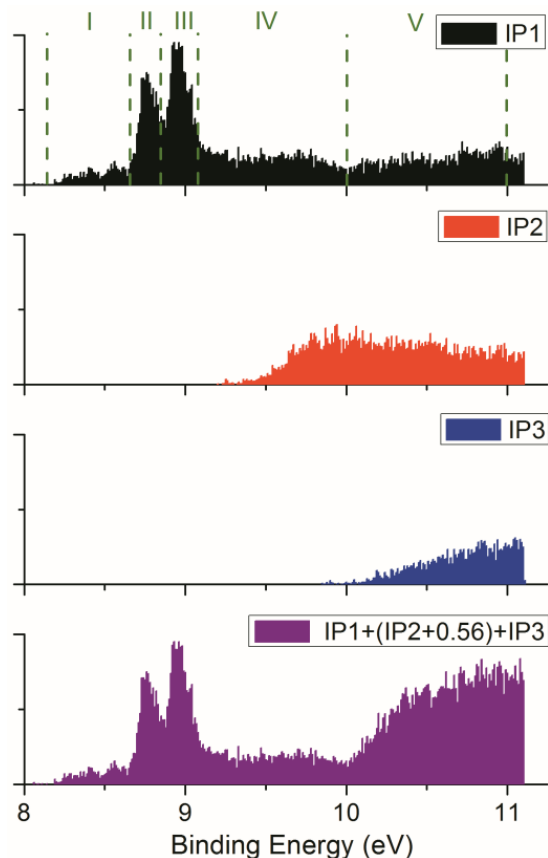 I II III IV V
IP1
IP2
IP3
IP1+(IP2+0.56)+IP3
8 9 10 11
Binding Energy (eV)